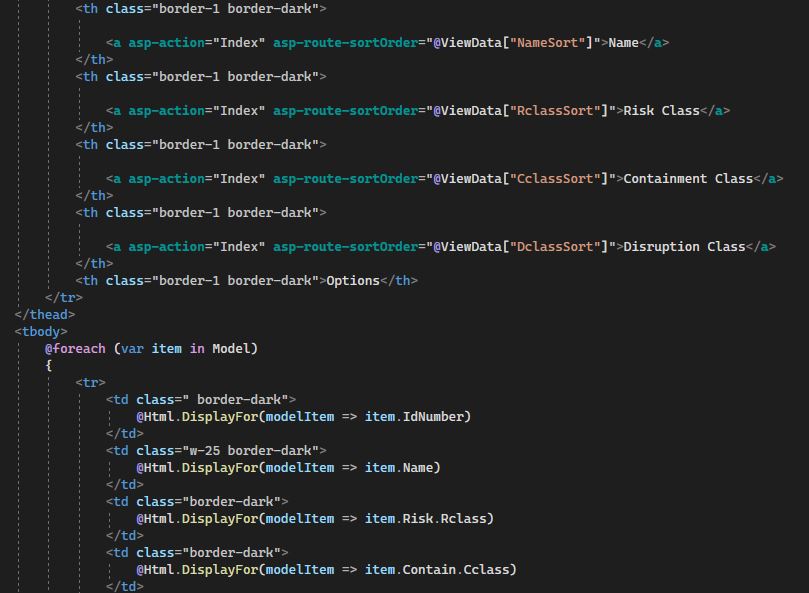 <th class="border-1 border-dark">
<a asp-action="Index" asp-route-sortOrder="@ViewData["NameSort"]">Name</a>
</th>
<th class="border-1 border-dark">
<a asp-action="Index" asp-route-sortOrder="@ViewData["RclassSort"]">Risk Class</a>
</th>
<th class="border-1 border-dark">
<a asp-action="Index" asp-route-sortOrder="@ViewData["CclassSort"]">Containment Class</a>
</th>
<th class="border-1 border-dark">
<a asp-action="Index" asp-route-sortOrder="@ViewData["DclassSort"]">Disruption Class</a>
</th>
<th class="border-1 border-dark">Options</th>
</tr>
</thead>
<tbody>
@foreach (var item in Model)
{
<tr>
<td class=" border-dark">
@Html.DisplayFor(modelItem => item.IdNumber)
</td>
<td class="w-25 border-dark">
@Html.DisplayFor(modelItem => item.Name)
</td>
<td class="border-dark">
@Html.DisplayFor(modelItem => item.Risk.Rclass)
</td>
<td class="border-dark">
@Html.DisplayFor(modelItem => item.Contain.Cclass)
</td>